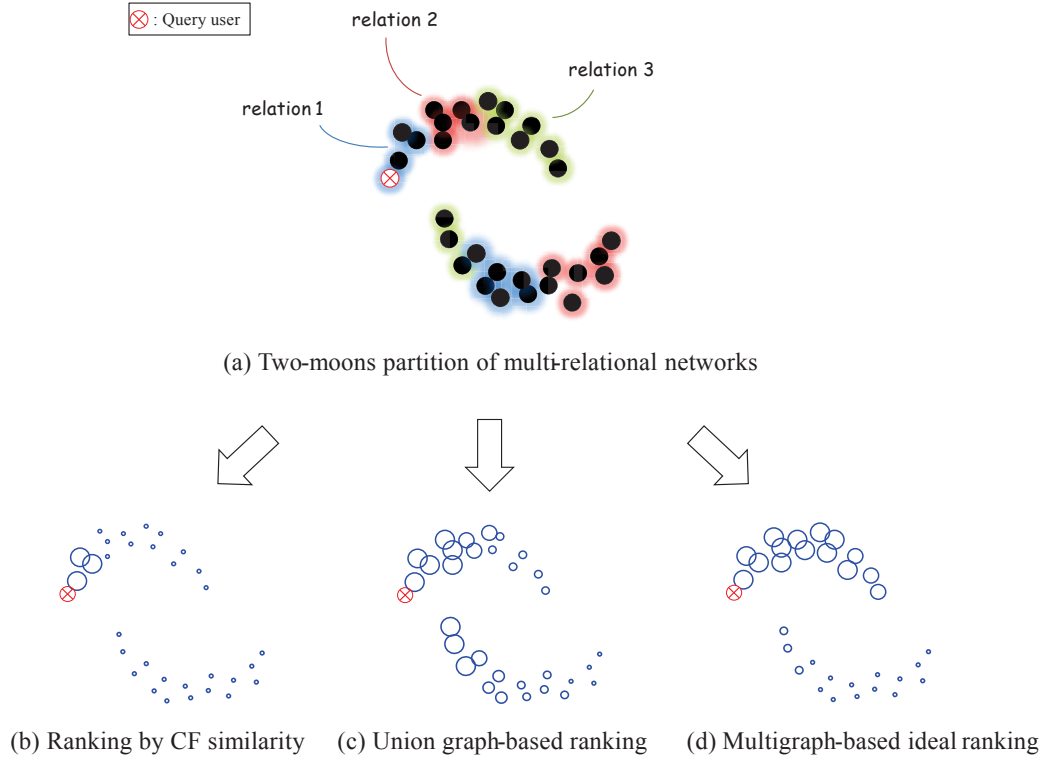 : Query user
relation 2
relation 3
relation 1
(a) Two-moons partition of multi-relational networks
(b) Ranking by CF similarity
(c) Union graph-based ranking
(d) Multigraph-based ideal ranking